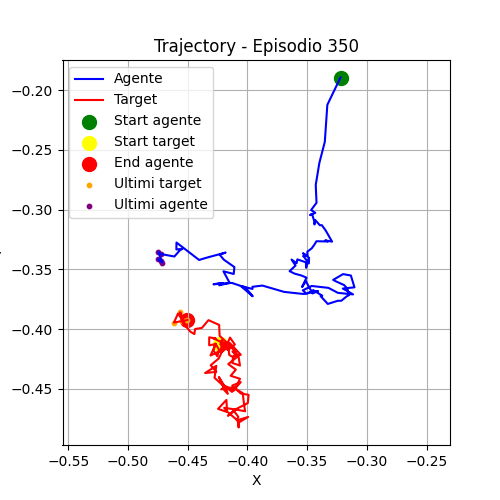 Trajectory - Episodio 350
Agente
Target
Start agente
Start target
End agente
Ultimi target
Ultimi agente
−0.20
−0.25
−0.30
−0.35
−0.40
−0.45
−0.55
−0.50
−0.45
−0.40
−0.35
−0.30
−0.25
X